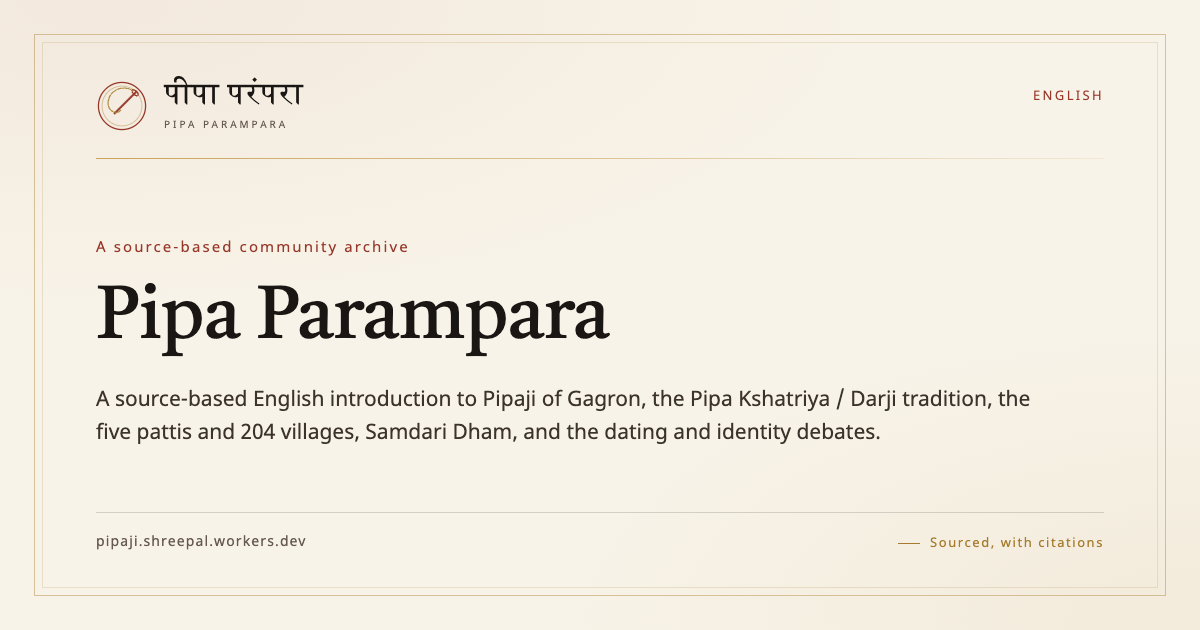 पीपा परंपरा
PIPA PARAMPARA
ENGLISH
A source-based community archive
Pipa Parampara
A source-based English introduction to Pipaji of Gagron, the Pipa Kshatriya / Darji tradition, the
five pattis and 204 villages, Samdari Dham, and the dating and identity debates.
pipaji.shreepal.workers.dev
Sourced, with citations